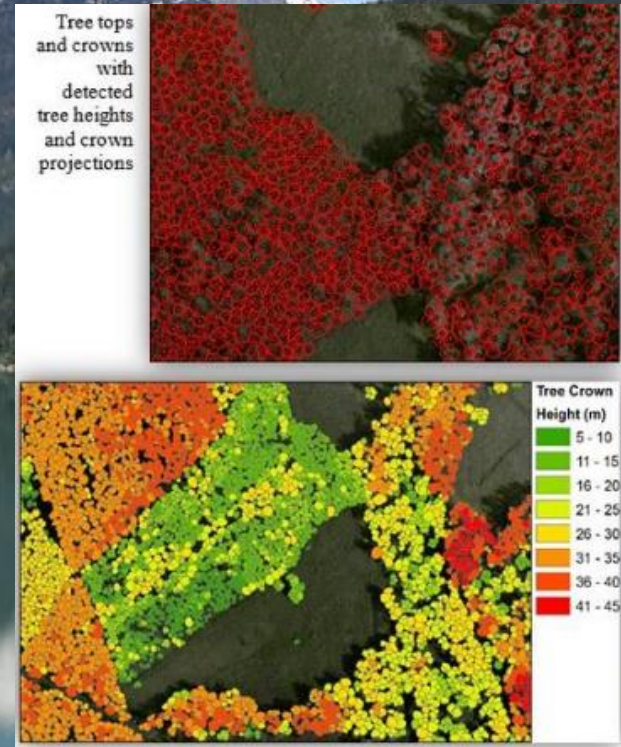 Tree tops
and crowns
with
detected
tree heights
and crown
projections
Tree Crown
Height (m)
5 - 10
11 - 15
16 - 20
21 - 25
26 - 30
31 - 35
36 - 40
41 - 45